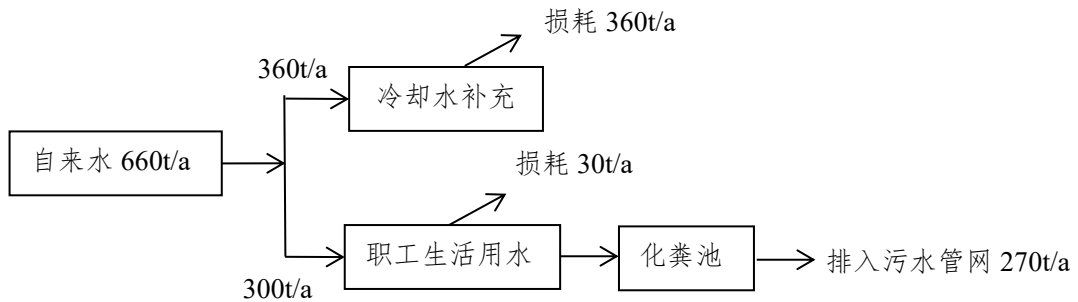 损耗 360t/a
360t/a
冷却水补充
自来水 660t/a
损耗 30t/a
职工生活用水
化粪池
排入污水管网 270t/a
300t/a